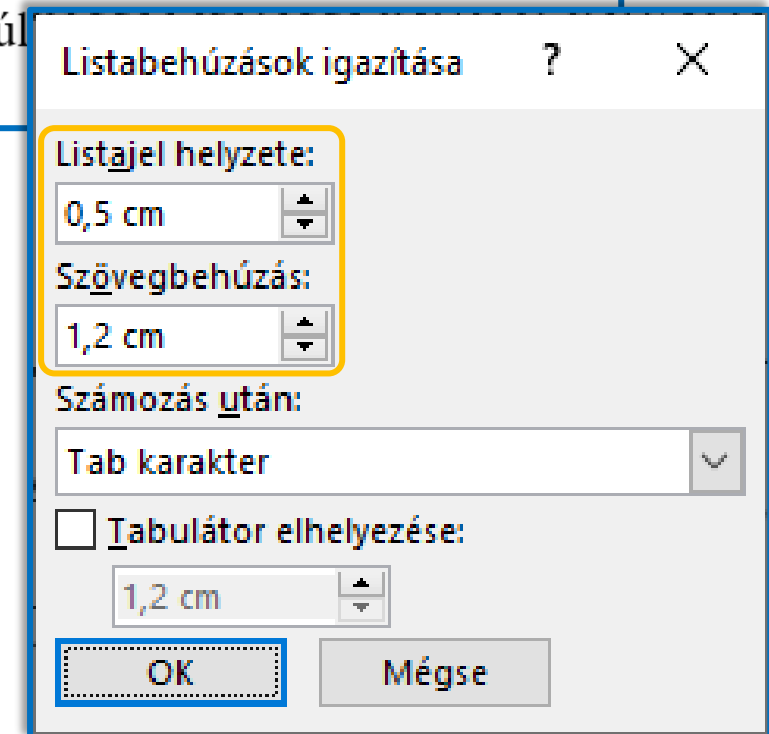 úl
Listabehúzások igazítása ?
Listajel helyzete:
0,5 cm
Szövegbehúzás:
1,2 cm
Számozás után:
Tab karakter
Tabulátor elhelyezése:
1,2 cm
OK Mégse